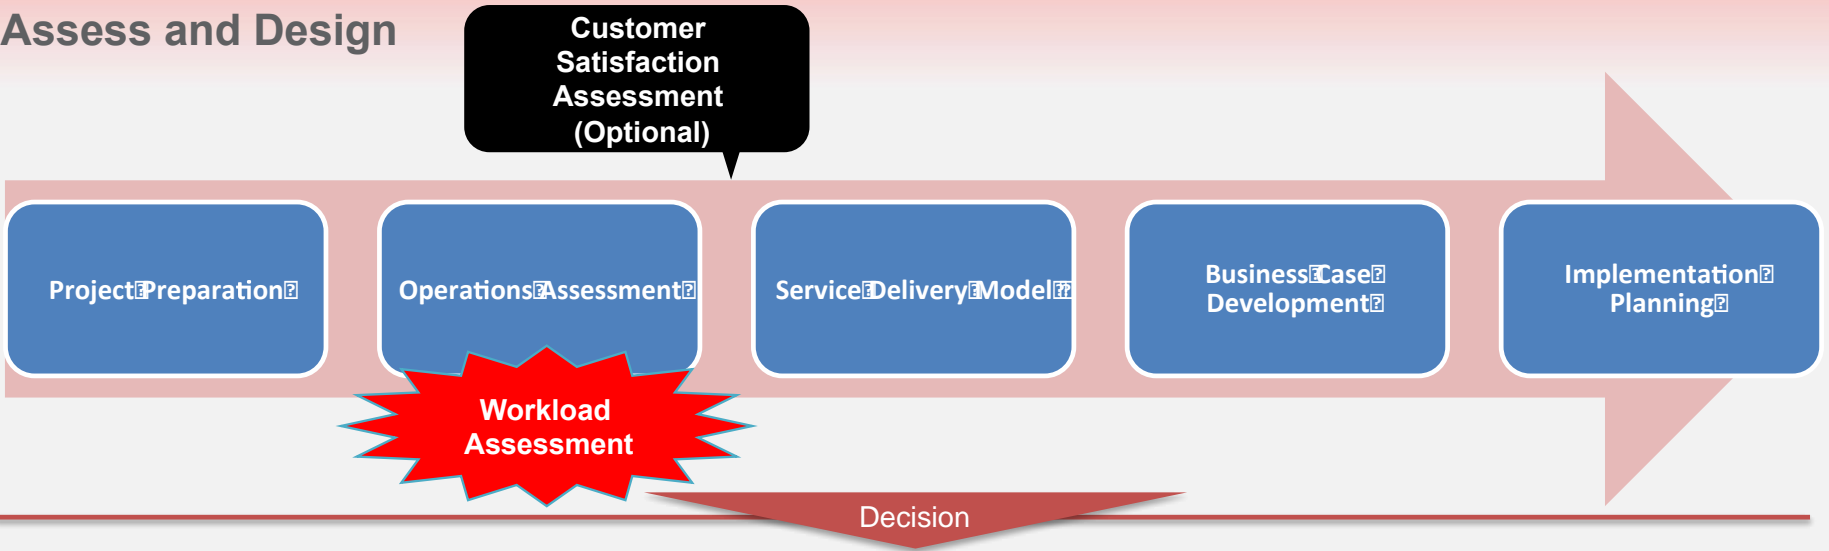 Assess and Design
Customer
Satisfaction
Assessment
(Optional)
Project Preparation
Operations Assessment
Service Delivery Model
Business Case
Development
Implementation
Planning
Workload
Assessment
Decision